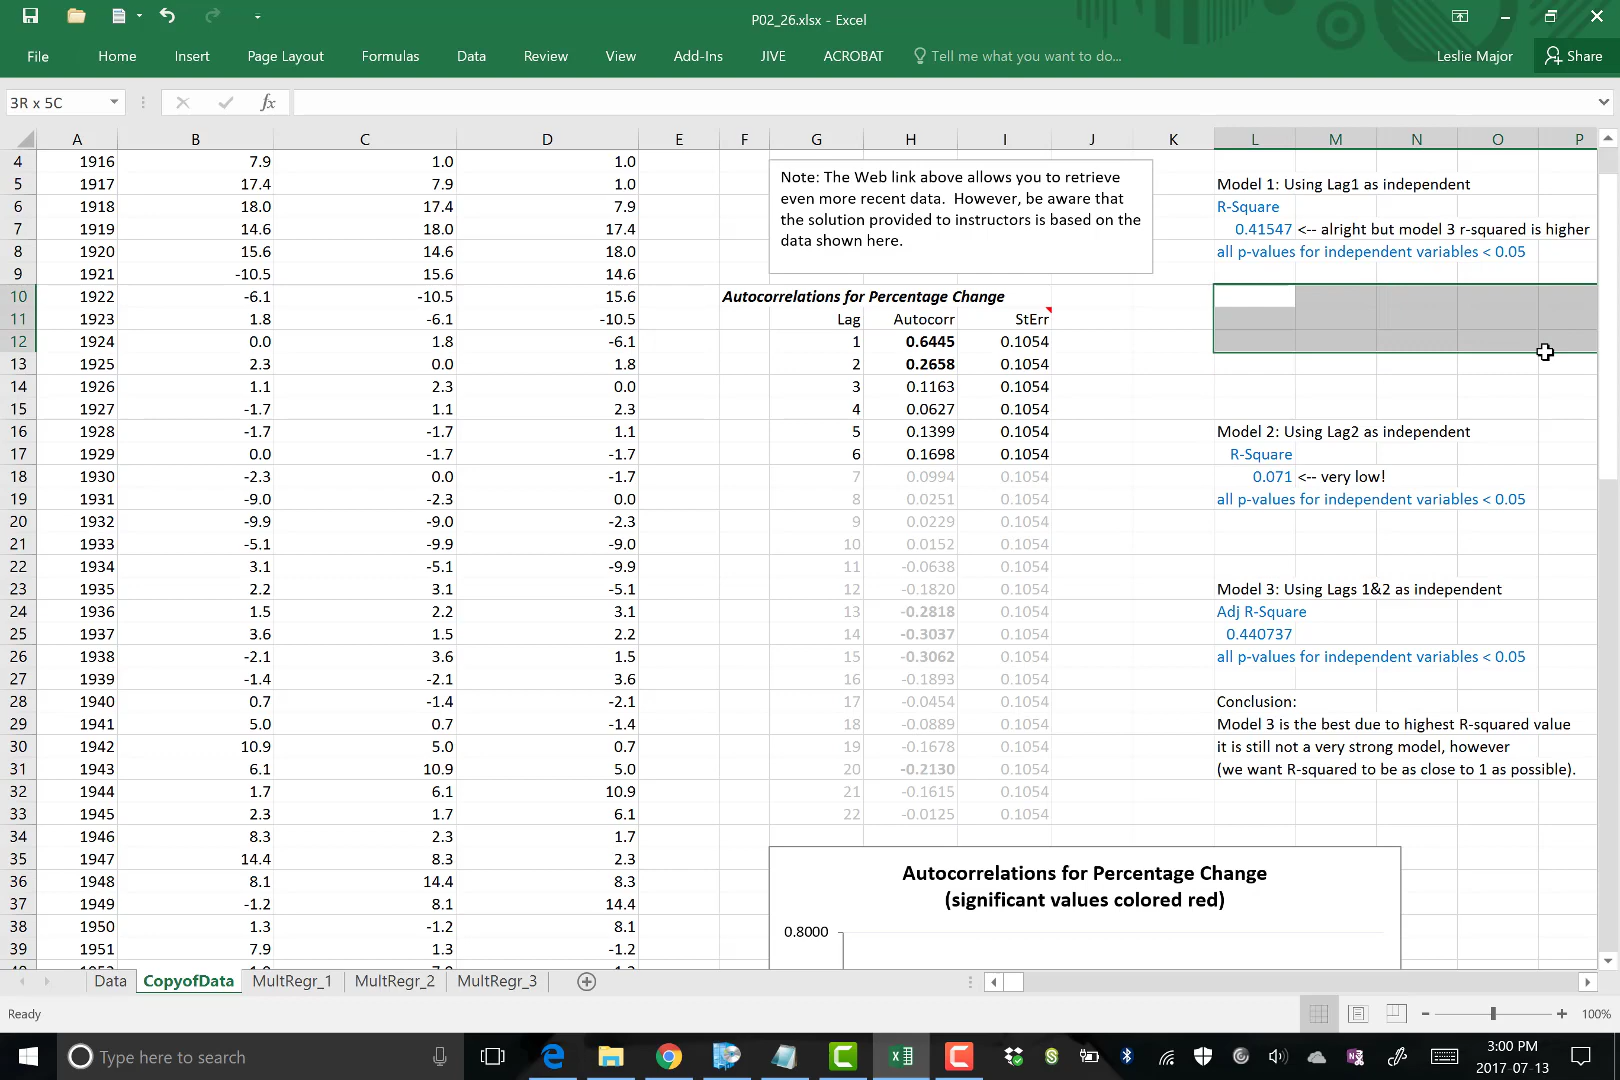 P02_26.xlsx - Excel
File Home Insert Page Layout Formulas Data Review View Add-Ins JIVE ACROBAT Tell me what you want to do... Leslie Major Share
3R x 5C fx
A B C D E F G H I J K L M N O P
4 1916 7.9 1.0 1.0
Note: The Web link above allows you to retrieve
even more recent data. However, be aware that
the solution provided to instructors is based on the
data shown here.
5 1917 17.4 7.9 1.0 Model 1: Using Lag1 as independent
6 1918 18.0 17.4 7.9 R-Square
7 1919 14.6 18.0 17.4 0.41547 <-- alright but model 3 r-squared is higher
8 1920 15.6 14.6 18.0 all p-values for independent variables < 0.05
9 1921 -10.5 15.6 14.6
10 1922 -6.1 -10.5 15.6 Autocorrelations for Percentage Change
11 1923 1.8 -6.1 -10.5 Lag Autocorr StErr
12 1924 0.0 1.8 -6.1 1 0.6445 0.1054
13 1925 2.3 0.0 1.8 2 0.2658 0.1054
14 1926 1.1 2.3 0.0 3 0.1163 0.1054
15 1927 -1.7 1.1 2.3 4 0.0627 0.1054
16 1928 -1.7 -1.7 1.1 5 0.1399 0.1054 Model 2: Using Lag2 as independent
17 1929 0.0 -1.7 -1.7 6 0.1698 0.1054 R-Square
18 1930 -2.3 0.0 -1.7 7 0.0994 0.1054 0.071 <-- very low!
19 1931 -9.0 -2.3 0.0 8 0.0251 0.1054 all p-values for independent variables < 0.05
20 1932 -9.9 -9.0 -2.3 9 0.0229 0.1054
21 1933 -5.1 -9.9 -9.0 10 0.0152 0.1054
22 1934 3.1 -5.1 -9.9 11 -0.0638 0.1054
23 1935 2.2 3.1 -5.1 12 -0.1820 0.1054 Model 3: Using Lags 1&2 as independent
24 1936 1.5 2.2 3.1 13 -0.2818 0.1054 Adj R-Square
25 1937 3.6 1.5 2.2 14 -0.3037 0.1054 0.440737
26 1938 -2.1 3.6 1.5 15 -0.3062 0.1054 all p-values for independent variables < 0.05
27 1939 -1.4 -2.1 3.6 16 -0.1893 0.1054
28 1940 0.7 -1.4 -2.1 17 -0.0454 0.1054 Conclusion:
29 1941 5.0 0.7 -1.4 18 -0.0889 0.1054 Model 3 is the best due to highest R-squared value
30 1942 10.9 5.0 0.7 19 -0.1678 0.1054 it is still not a very strong model, however
31 1943 6.1 10.9 5.0 20 -0.2130 0.1054 (we want R-squared to be as close to 1 as possible).
32 1944 1.7 6.1 10.9 21 -0.1615 0.1054
33 1945 2.3 1.7 6.1 22 -0.0125 0.1054
34 1946 8.3 2.3 1.7
35 1947 14.4 8.3 2.3
36 1948 8.1 14.4 8.3
37 1949 -1.2 8.1 14.4
38 1950 1.3 -1.2 8.1
39 1951 7.9 1.3 -1.2
Autocorrelations for Percentage Change
(significant values colored red)
0.8000
Data CopyofData MultRegr_1 MultRegr_2 MultRegr_3
Ready 100%
Type here to search
3:00 PM
2017-07-13